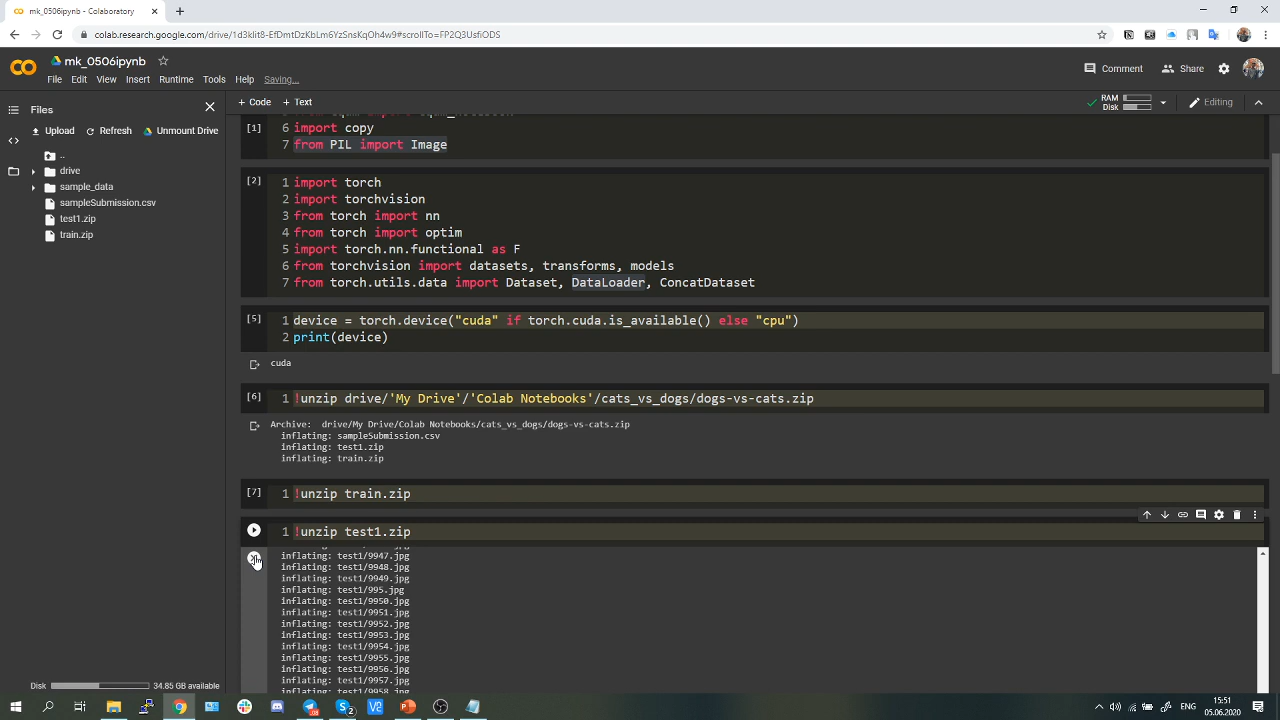 mk_0506ipynb - Colaboratory
colab.research.google.com/drive/1d3klit8-EfDmtDzKbLm6YzSnsKqOh4w9#scrollTo=FP2Q3UsfiODS
mk_0506ipynb
File Edit View Insert Runtime Tools Help Saving...
Comment Share
Files
+ Code + Text
RAM
Disk
Editing
Upload Refresh Unmount Drive
..
drive
sample_data
sampleSubmission.csv
test1.zip
train.zip
[1]
6 import copy
7 from PIL import Image
[2] 1 import torch
2 import torchvision
3 from torch import nn
4 from torch import optim
5 import torch.nn.functional as F
6 from torchvision import datasets, transforms, models
7 from torch.utils.data import Dataset, DataLoader, ConcatDataset
[5] 1 device = torch.device("cuda" if torch.cuda.is_available() else "cpu")
2 print(device)
cuda
[6] 1 !unzip drive/'My Drive'/'Colab Notebooks'/cats_vs_dogs/dogs-vs-cats.zip
Archive: drive/My Drive/Colab Notebooks/cats_vs_dogs/dogs-vs-cats.zip
inflating: sampleSubmission.csv
inflating: test1.zip
inflating: train.zip
[7] 1 !unzip train.zip
1 !unzip test1.zip
inflating: test1/9947.jpg
inflating: test1/9948.jpg
inflating: test1/9949.jpg
inflating: test1/995.jpg
inflating: test1/9950.jpg
inflating: test1/9951.jpg
inflating: test1/9952.jpg
inflating: test1/9953.jpg
inflating: test1/9954.jpg
inflating: test1/9955.jpg
inflating: test1/9956.jpg
inflating: test1/9957.jpg
inflating: test1/9958.jpg
Disk 34.85 GB available
15:51
05.06.2020